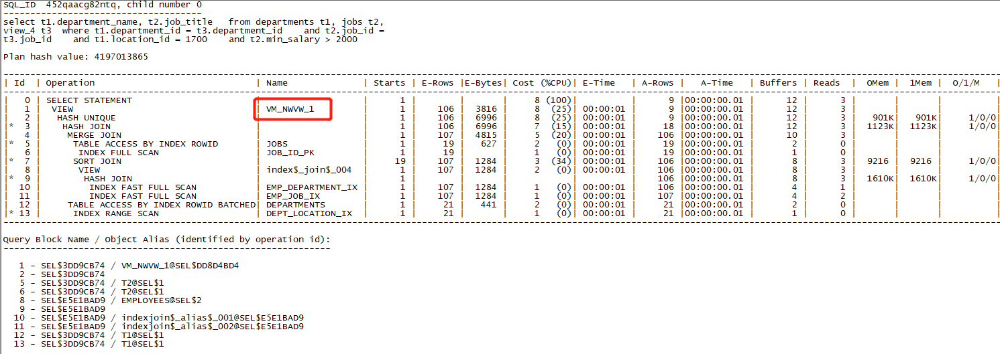 SQL_ID  452qaacg82ntq, child number 0
-------------------------------------
select t1.department_name, t2.job_title   from departments t1, jobs t2,
view_4 t3  where t1.department_id = t3.department_id    and t2.job_id =
t3.job_id    and t1.location_id = 1700    and t2.min_salary > 2000

Plan hash value: 4197013865

| Id  | Operation                              | Name              | Starts | E-Rows |E-Bytes| Cost (%CPU)| E-Time   | A-Rows |   A-Time   | Buffers | Reads  |  OMem |  1Mem |  O/1/M   |
|   0 | SELECT STATEMENT                       |                   |      1 |        |       |     8 (100)|          |      9 |00:00:00.01 |      12 |      3 |       |       |          |
|   1 |  VIEW                                  | VM_NWVW_1         |      1 |    106 |  3816 |     8  (25)| 00:00:01 |      9 |00:00:00.01 |      12 |      3 |       |       |          |
|   2 |   HASH UNIQUE                          |                   |      1 |    106 |  6996 |     8  (25)| 00:00:01 |      9 |00:00:00.01 |      12 |      3 |   901K|   901K|     1/0/0|
|*  3 |    HASH JOIN                           |                   |      1 |    106 |  6996 |     7  (15)| 00:00:01 |     18 |00:00:00.01 |      12 |      3 |  1123K|  1123K|     1/0/0|
|   4 |     MERGE JOIN                         |                   |      1 |    107 |  4815 |     5  (20)| 00:00:01 |    106 |00:00:00.01 |      10 |      3 |       |       |          |
|*  5 |      TABLE ACCESS BY INDEX ROWID       | JOBS              |      1 |     19 |   627 |     2   (0)| 00:00:01 |     19 |00:00:00.01 |       2 |      0 |       |       |          |
|   6 |       INDEX FULL SCAN                  | JOB_ID_PK         |      1 |     19 |       |     1   (0)| 00:00:01 |     19 |00:00:00.01 |       1 |      0 |       |       |          |
|*  7 |      SORT JOIN                         |                   |     19 |    107 |  1284 |     3  (34)| 00:00:01 |    106 |00:00:00.01 |       8 |      3 |  9216 |  9216 |     1/0/0|
|   8 |       VIEW                             | index$_join$_004  |      1 |    107 |  1284 |     2   (0)| 00:00:01 |    106 |00:00:00.01 |       8 |      3 |       |       |          |
|*  9 |        HASH JOIN                       |                   |      1 |        |       |            |          |    106 |00:00:00.01 |       8 |      3 |  1610K|  1610K|     1/0/0|
|  10 |         INDEX FAST FULL SCAN           | EMP_DEPARTMENT_IX |      1 |    107 |  1284 |     1   (0)| 00:00:01 |    106 |00:00:00.01 |       4 |      1 |       |       |          |
|  11 |         INDEX FAST FULL SCAN           | EMP_JOB_IX        |      1 |    107 |  1284 |     1   (0)| 00:00:01 |    107 |00:00:00.01 |       4 |      2 |       |       |          |
|  12 |     TABLE ACCESS BY INDEX ROWID BATCHED| DEPARTMENTS       |      1 |     21 |   441 |     2   (0)| 00:00:01 |     21 |00:00:00.01 |       2 |      0 |       |       |          |
|* 13 |      INDEX RANGE SCAN                  | DEPT_LOCATION_IX  |      1 |     21 |       |     1   (0)| 00:00:01 |     21 |00:00:00.01 |       1 |      0 |       |       |          |

Query Block Name / Object Alias (identified by operation id):
-------------------------------------------------------------

   1 - SEL$3DD9CB74 / VM_NWVW_1@SEL$DD8D4BD4
   2 - SEL$3DD9CB74
   5 - SEL$3DD9CB74 / T2@SEL$1
   6 - SEL$3DD9CB74 / T2@SEL$1
   8 - SEL$E5E1BAD9 / EMPLOYEES@SEL$2
   9 - SEL$E5E1BAD9
  10 - SEL$E5E1BAD9 / indexjoin$_alias$_001@SEL$E5E1BAD9
  11 - SEL$E5E1BAD9 / indexjoin$_alias$_002@SEL$E5E1BAD9
  12 - SEL$3DD9CB74 / T1@SEL$1
  13 - SEL$3DD9CB74 / T1@SEL$1